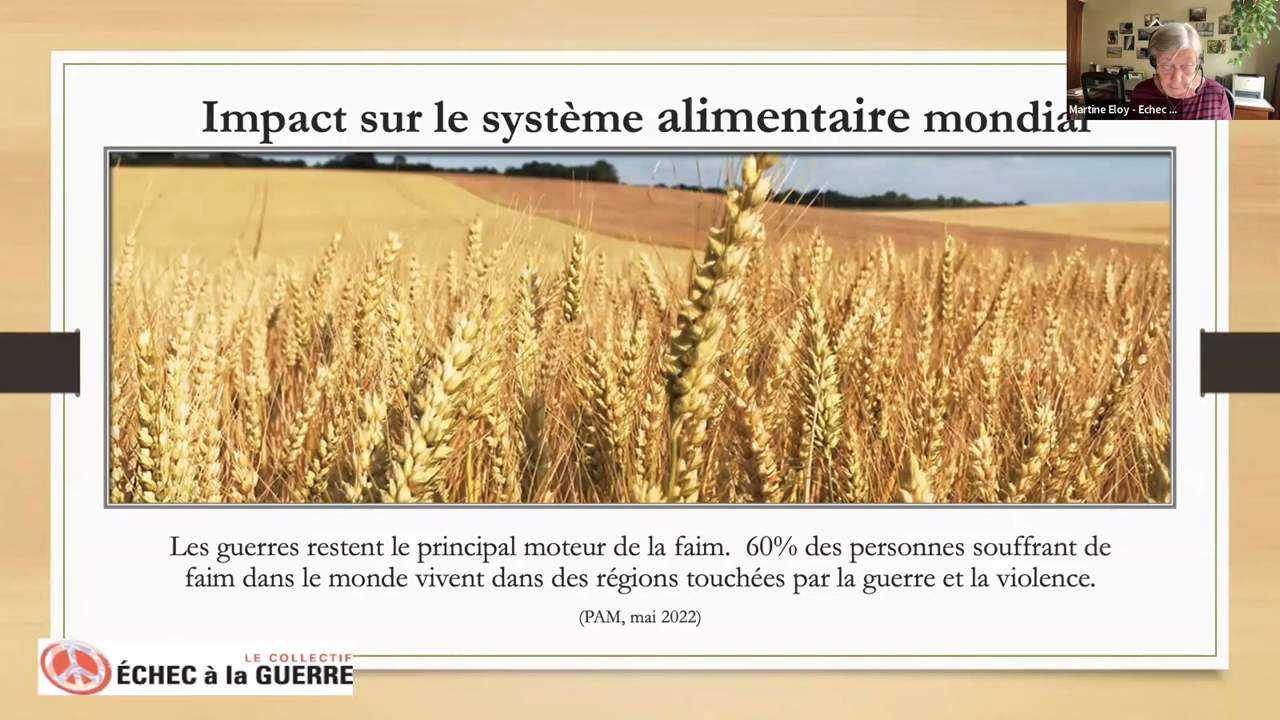 Impact sur le système alimentaire mondial
Martine Eloy - Echec ...
Les guerres restent le principal moteur de la faim. 60% des personnes souffrant de
faim dans le monde vivent dans des régions touchées par la guerre et la violence.
(PAM, mai 2022)
LE COLLECTIF
ÉCHEC à la GUERRE